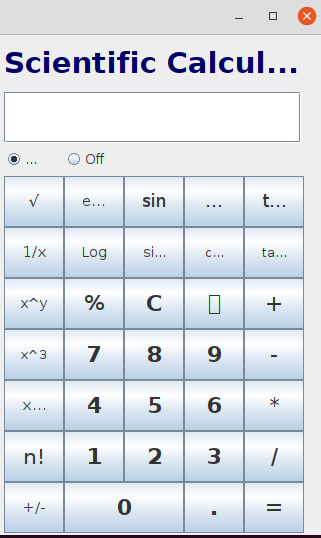 Scientific Calcul...
... Off
√ e... sin ... t...
1/x Log si... c... ta...
x^y % C +
x^3 7 8 9 -
x... 4 5 6 *
n! 1 2 3 /
+/- 0 . =